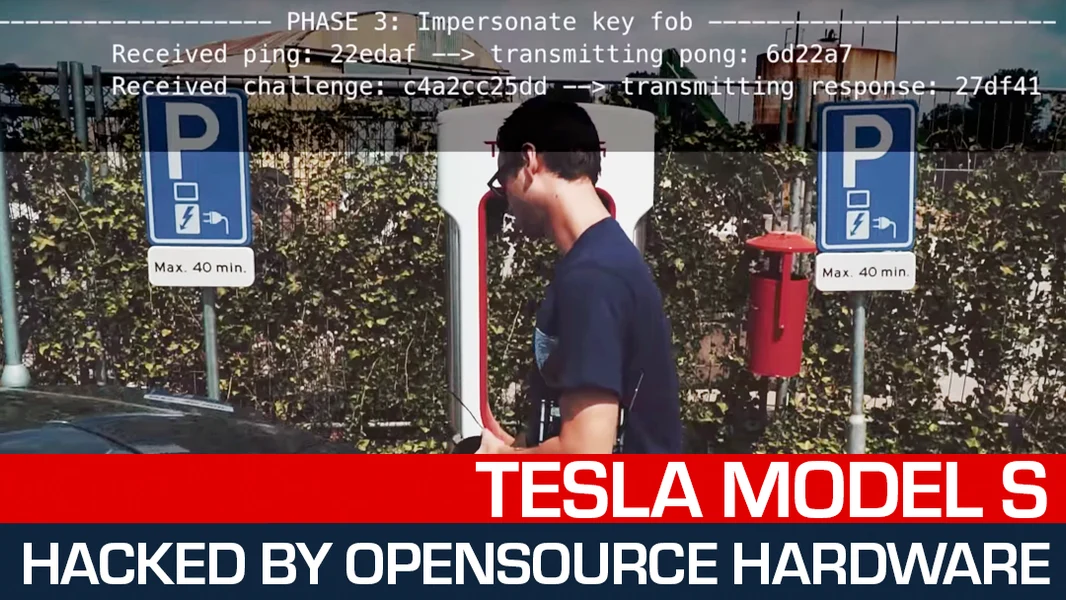 PHASE 3: Impersonate key fob
Received ping: 22edaf --> transmitting pong: 6d22a7
Received challenge: c4a2cc25dd --> transmitting response: 27df41
P
Max. 40 min.
P
Max. 40 min.
TESLA MODEL S
HACKED BY OPENSOURCE HARDWARE